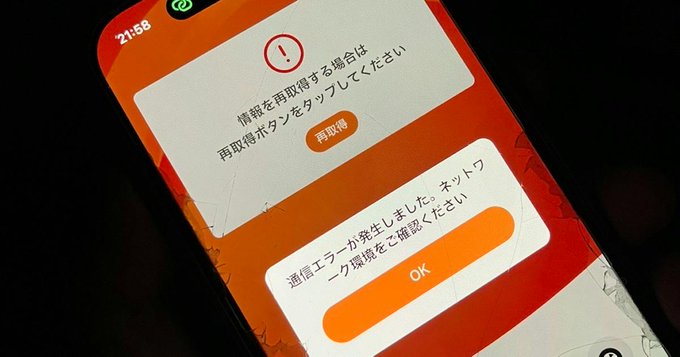 21:58
情報を再取得する場合は
再取得ボタンをタップしてください
再取得
通信エラーが発生しました。ネットワ
ーク環境をご確認ください
OK